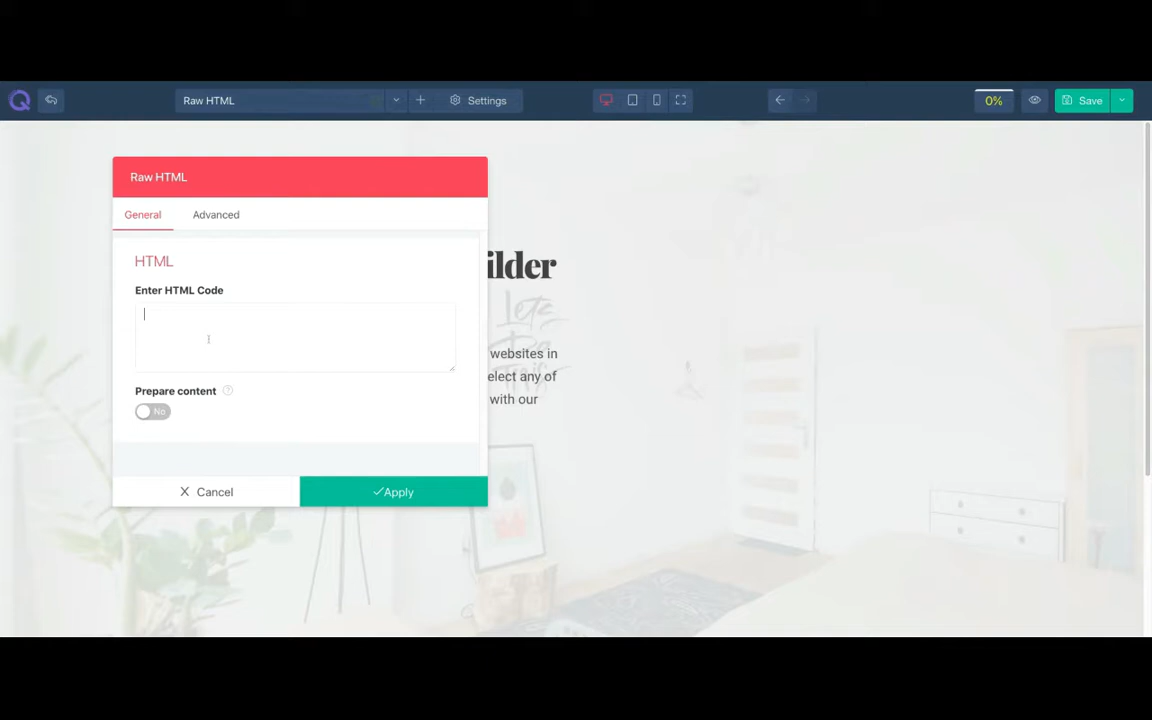 Raw HTML
Settings
0%
Save
Raw HTML
General
Advanced
HTML
Enter HTML Code
Prepare content
?
No
X Cancel
Apply
ilder
Let's
websites in
elect any of
with our